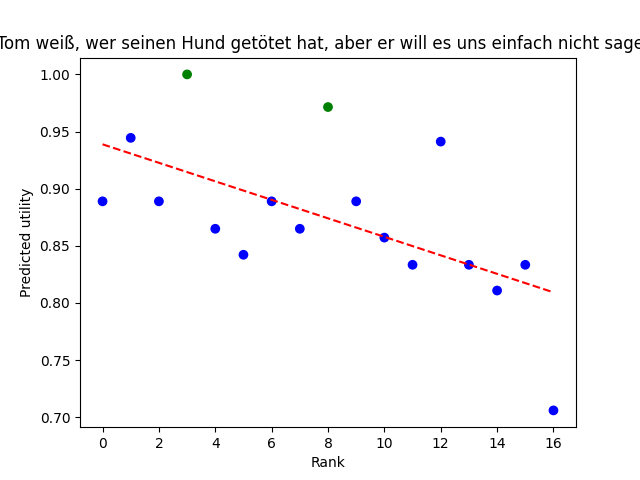 Tom weiß, wer seinen Hund getötet hat, aber er will es uns einfach nicht sage
1.00
0.95
0.90
0.85
0.80
0.75
0.70
Predicted utility
0 2 4 6 8 10 12 14 16
Rank